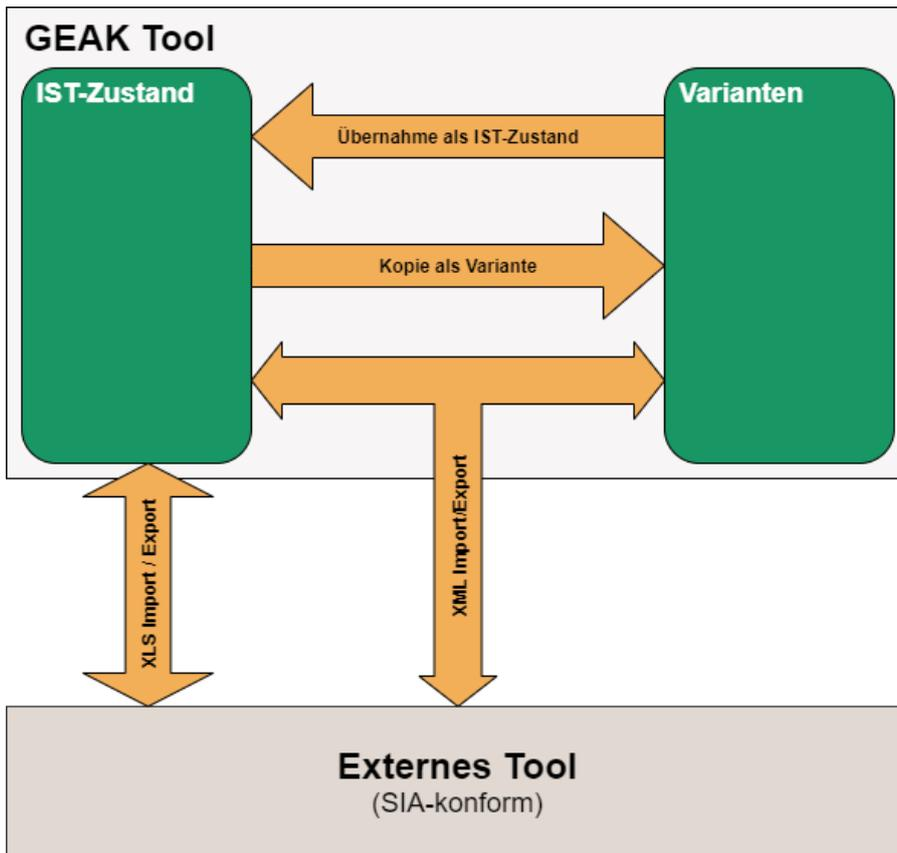 GEAK Tool
IST-Zustand
Varianten
Übernahme als IST-Zustand
Kopie als Variante
XLS Import / Export
XML Import/Export
Externes Tool
(SIA-konform)